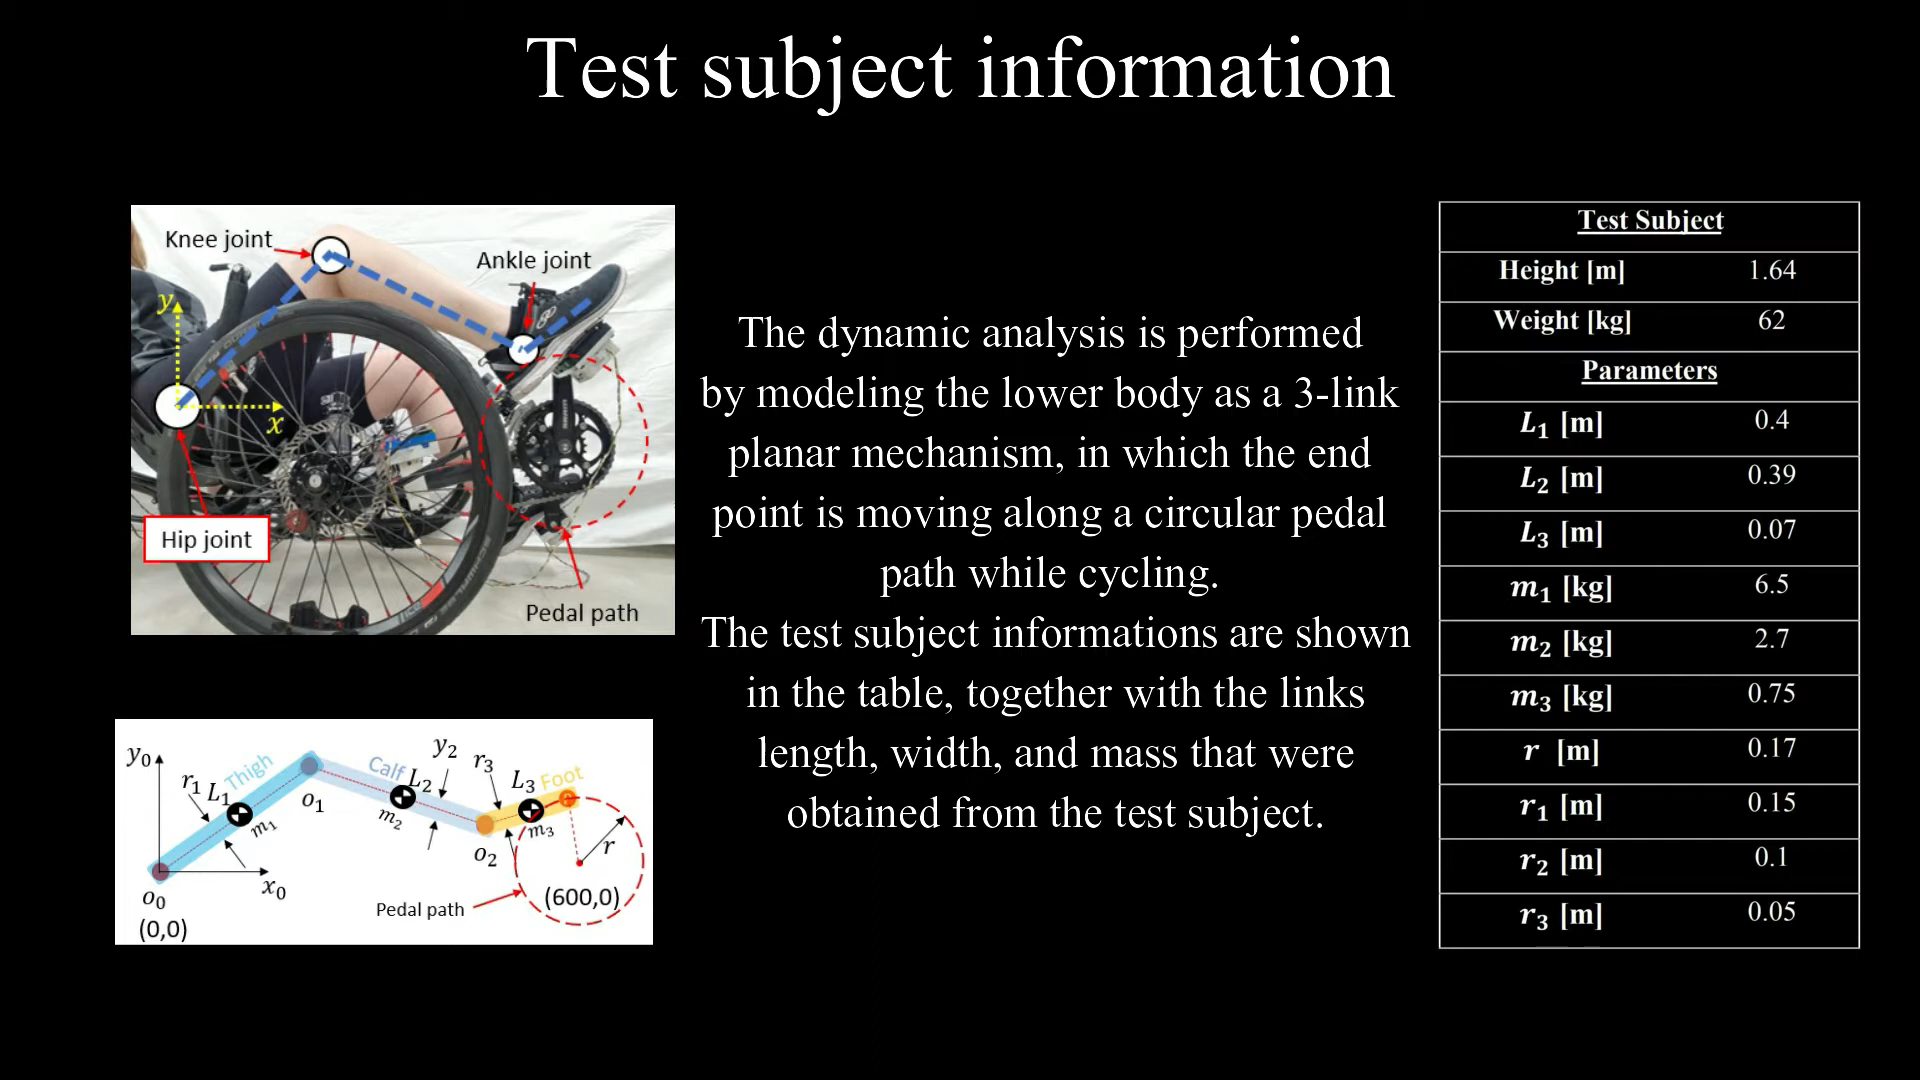 Test subject information
Knee joint
Ankle joint
y
x
Hip joint
Pedal path
The dynamic analysis is performed
by modeling the lower body as a 3-link
planar mechanism, in which the end
point is moving along a circular pedal
path while cycling.
The test subject informations are shown
in the table, together with the links
length, width, and mass that were
obtained from the test subject.
y₀
r₁
L₁
Thigh
m₁
o₁
Calf
L₂
y₂
m₂
r₃
L₃
Foot
m₃
o₂
r
x₀
o₀
(0,0)
(600,0)
Pedal path
Test Subject
Height [m] 1.64
Weight [kg] 62
Parameters
L₁ [m] 0.4
L₂ [m] 0.39
L₃ [m] 0.07
m₁ [kg] 6.5
m₂ [kg] 2.7
m₃ [kg] 0.75
r [m] 0.17
r₁ [m] 0.15
r₂ [m] 0.1
r₃ [m] 0.05